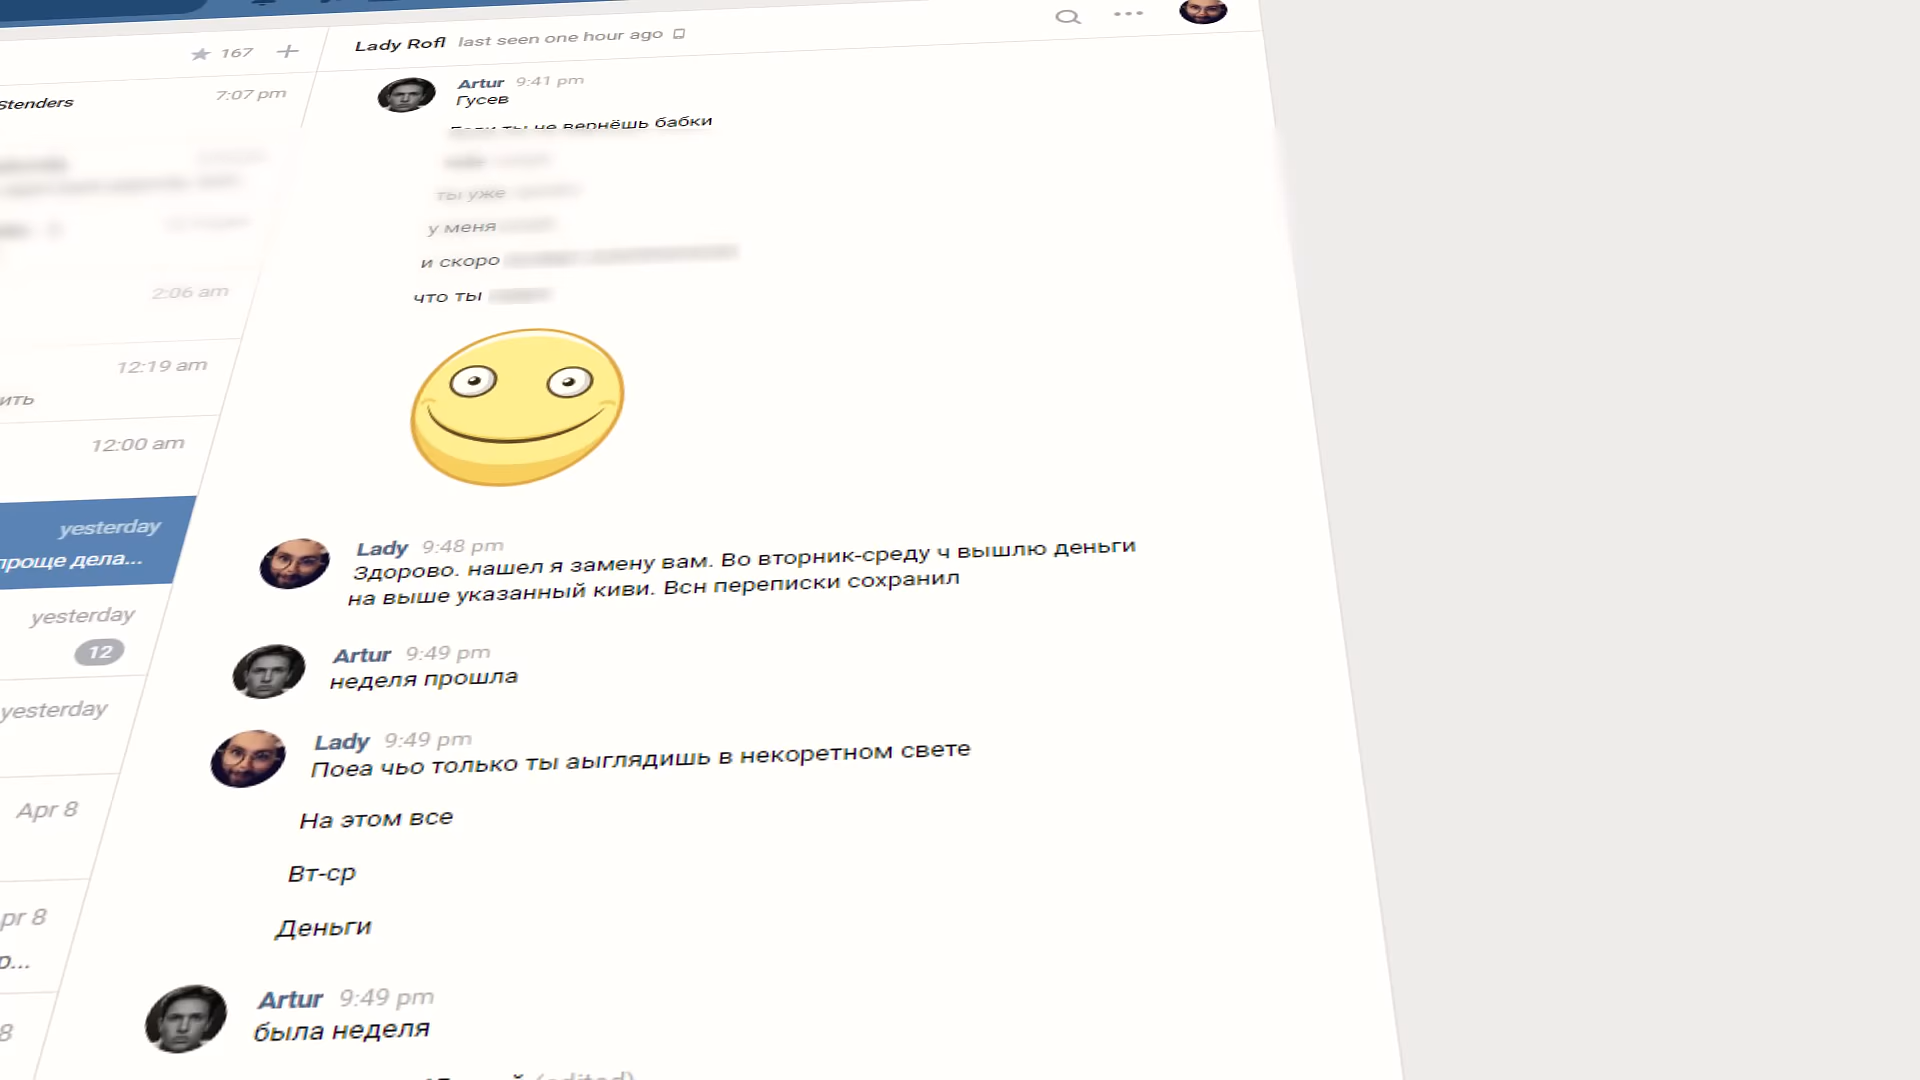 167
Lady Rofl last seen one hour ago
Stenders 7:07 pm
2:06 am
12:19 am
ить
12:00 am
yesterday
проще дела...
yesterday
12
yesterday
Apr 8
pr 8
р...
8
Artur 9:41 pm
Гусев
Если ты не вернёшь бабки
ты уже
у меня
и скоро
что ты
Lady 9:48 pm
Здорово. нашел я замену вам. Во вторник-среду ч вышлю деньги
на выше указанный киви. Всн переписки сохранил
Artur 9:49 pm
неделя прошла
Lady 9:49 pm
Поеа чьо только ты аыглядишь в некоретном свете
На этом все
Вт-ср
Деньги
Artur 9:49 pm
была неделя
(edited)